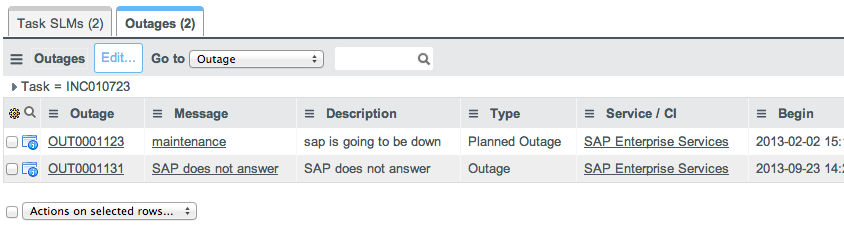 Task SLMs (2) Outages (2)
Outages Edit... Go to Outage
Task = INC010723
Outage Message Description Type Service / CI Begin
OUT0001123 maintenance sap is going to be down Planned Outage SAP Enterprise Services 2013-02-02 15:1
OUT0001131 SAP does not answer SAP does not answer Outage SAP Enterprise Services 2013-09-23 14:2
Actions on selected rows...